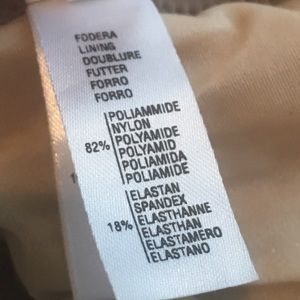 FODERA
LINING
DOUBLURE
FUTTER
FORRO
FORRO
POLIAMMIDE
NYLON
82% POLYAMIDE
POLYAMID
POLIAMIDA
POLIAMIDE
ELASTAN
SPANDEX
18% ELASTHANNE
ELASTHAN
ELASTAMERO
ELASTANO